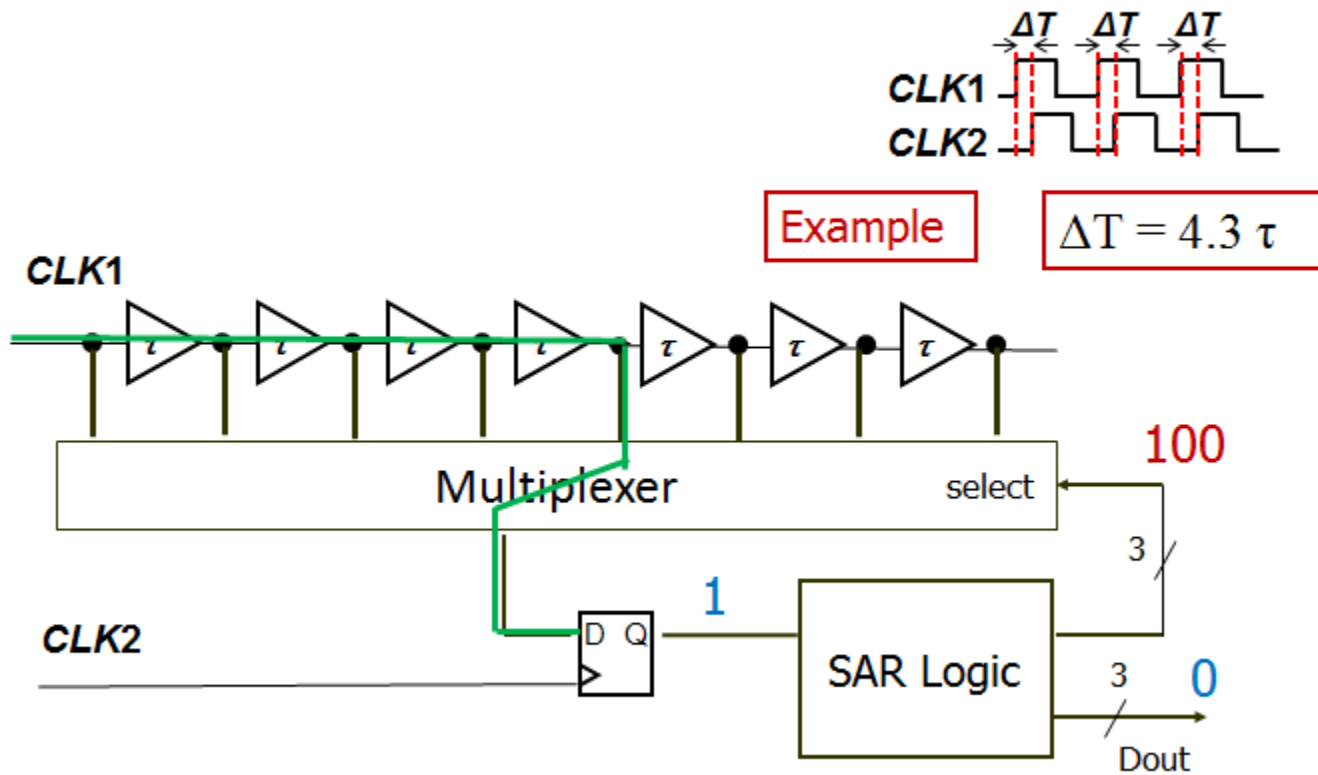 ΔT ΔT ΔT
CLK1
CLK2
Example
ΔT = 4.3 τ
CLK1
τ τ τ τ τ τ τ
100
Multiplexer
select
3
1
CLK2
D Q
SAR Logic
3
0
Dout